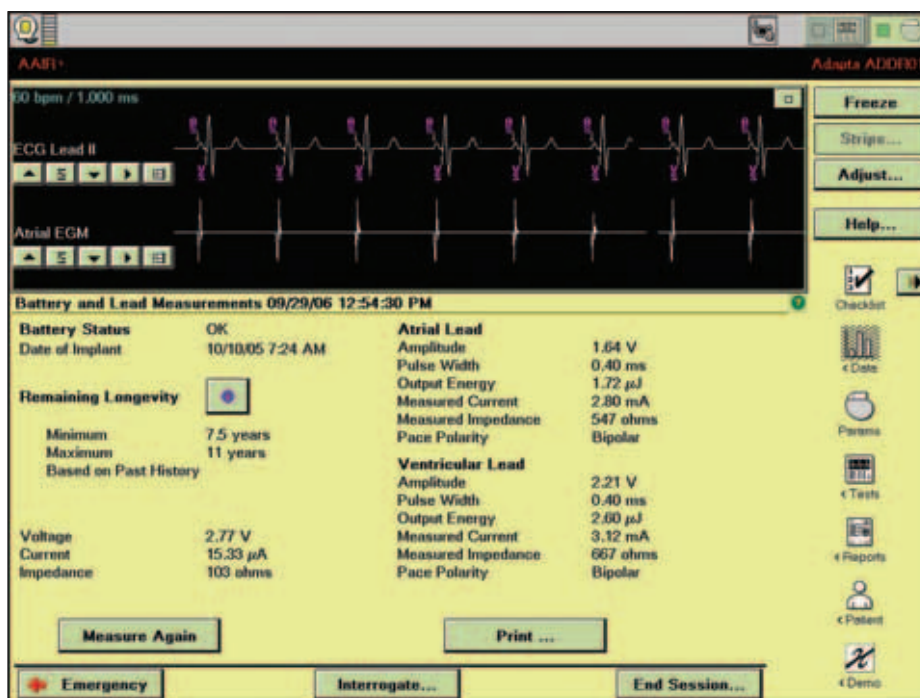 AAIR+ Adapta ADDR01
60 bpm / 1,000 ms
Freeze
Strips...
ECG Lead II
Adjust...
Help...
Atrial EGM
Battery and Lead Measurements 09/29/06 12:54:30 PM
Checklist
Battery Status OK
Date of Implant 10/10/05 7:24 AM
Remaining Longevity
Minimum 7.5 years
Maximum 11 years
Based on Past History
Voltage 2.77 V
Current 15.33 µA
Impedance 103 ohms
Atrial Lead
Amplitude 1.64 V
Pulse Width 0.40 ms
Output Energy 1.72 µJ
Measured Current 2.80 mA
Measured Impedance 547 ohms
Pace Polarity Bipolar
Ventricular Lead
Amplitude 2.21 V
Pulse Width 0.40 ms
Output Energy 2.60 µJ
Measured Current 3.12 mA
Measured Impedance 667 ohms
Pace Polarity Bipolar
< Data
Params
< Tests
< Reports
< Patient
< Demo
Measure Again
Print ...
Emergency
Interrogate...
End Session...